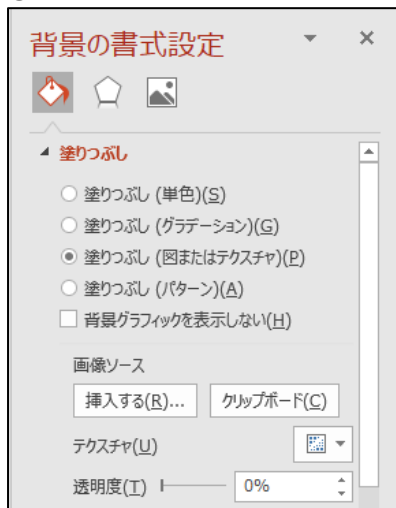 背景の書式設定
塗りつぶし
塗りつぶし (単色)(S)
塗りつぶし (グラデーション)(G)
塗りつぶし (図またはテクスチャ)(P)
塗りつぶし (パターン)(A)
背景グラフィックを表示しない(H)
画像ソース
挿入する(R)... クリップボード(C)
テクスチャ(U)
透明度(T) 0%